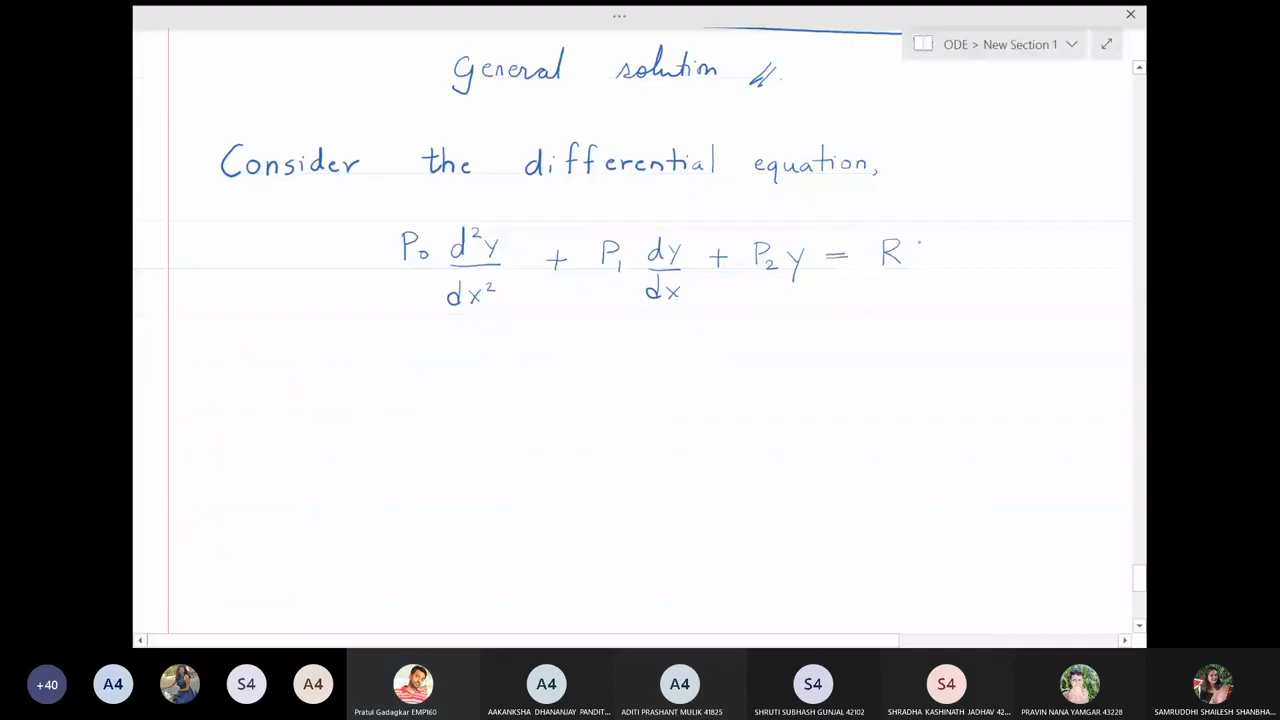 ODE > New Section 1
General solution
Consider the differential equation,
P₀ d²y/dx² + P₁ dy/dx + P₂ y = R
+40
A4
S4
A4
A4
A4
S4
S4
Pratul Gadagkar EMP160
AAKANKSHA DHANANJAY PANDIT...
ADITI PRASHANT MULIK 41825
SHRUTI SUBHASH GUNJAL 42102
SHRADHA KASHINATH JADHAV 42...
PRAVIN NANA YAMGAR 43228
SAMRUDDHI SHAILESH SHANBHA...